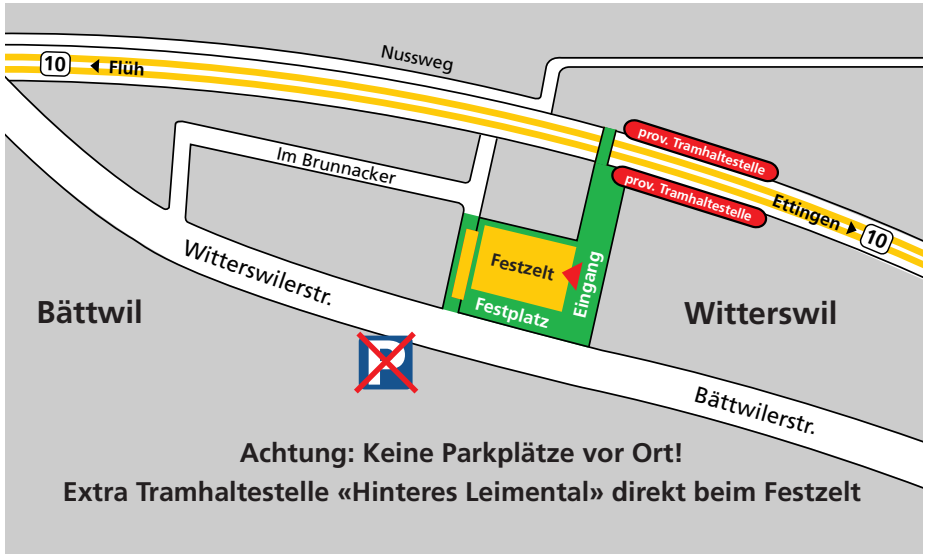 Nussweg
10
Flüh
prov. Tramhaltestelle
Im Brunnacker
prov. Tramhaltestelle
Ettingen
10
Witterswilerstr.
Festzelt
Eingang
Festplatz
Bättwil
Witterswil
P
Bättwilerstr.
Achtung: Keine Parkplätze vor Ort!
Extra Tramhaltestelle «Hinteres Leimental» direkt beim Festzelt